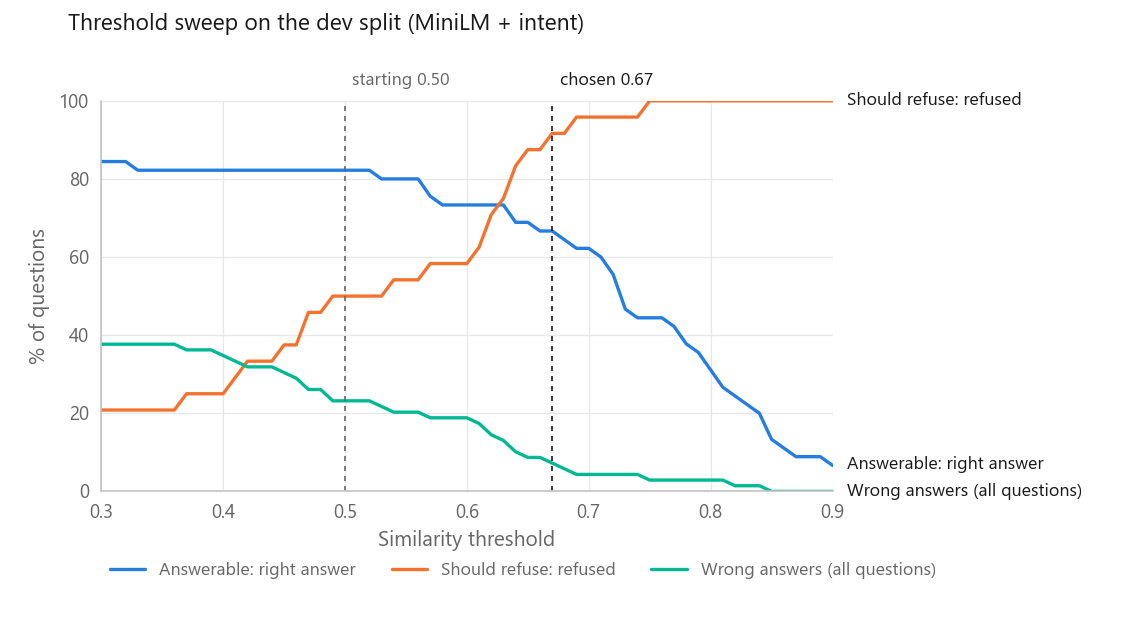 Threshold sweep on the dev split (MiniLM + intent)
starting 0.50
chosen 0.67
100
80
60
40
20
0
% of questions
Should refuse: refused
Answerable: right answer
Wrong answers (all questions)
0.3 0.4 0.5 0.6 0.7 0.8 0.9
Similarity threshold
Answerable: right answer Should refuse: refused Wrong answers (all questions)